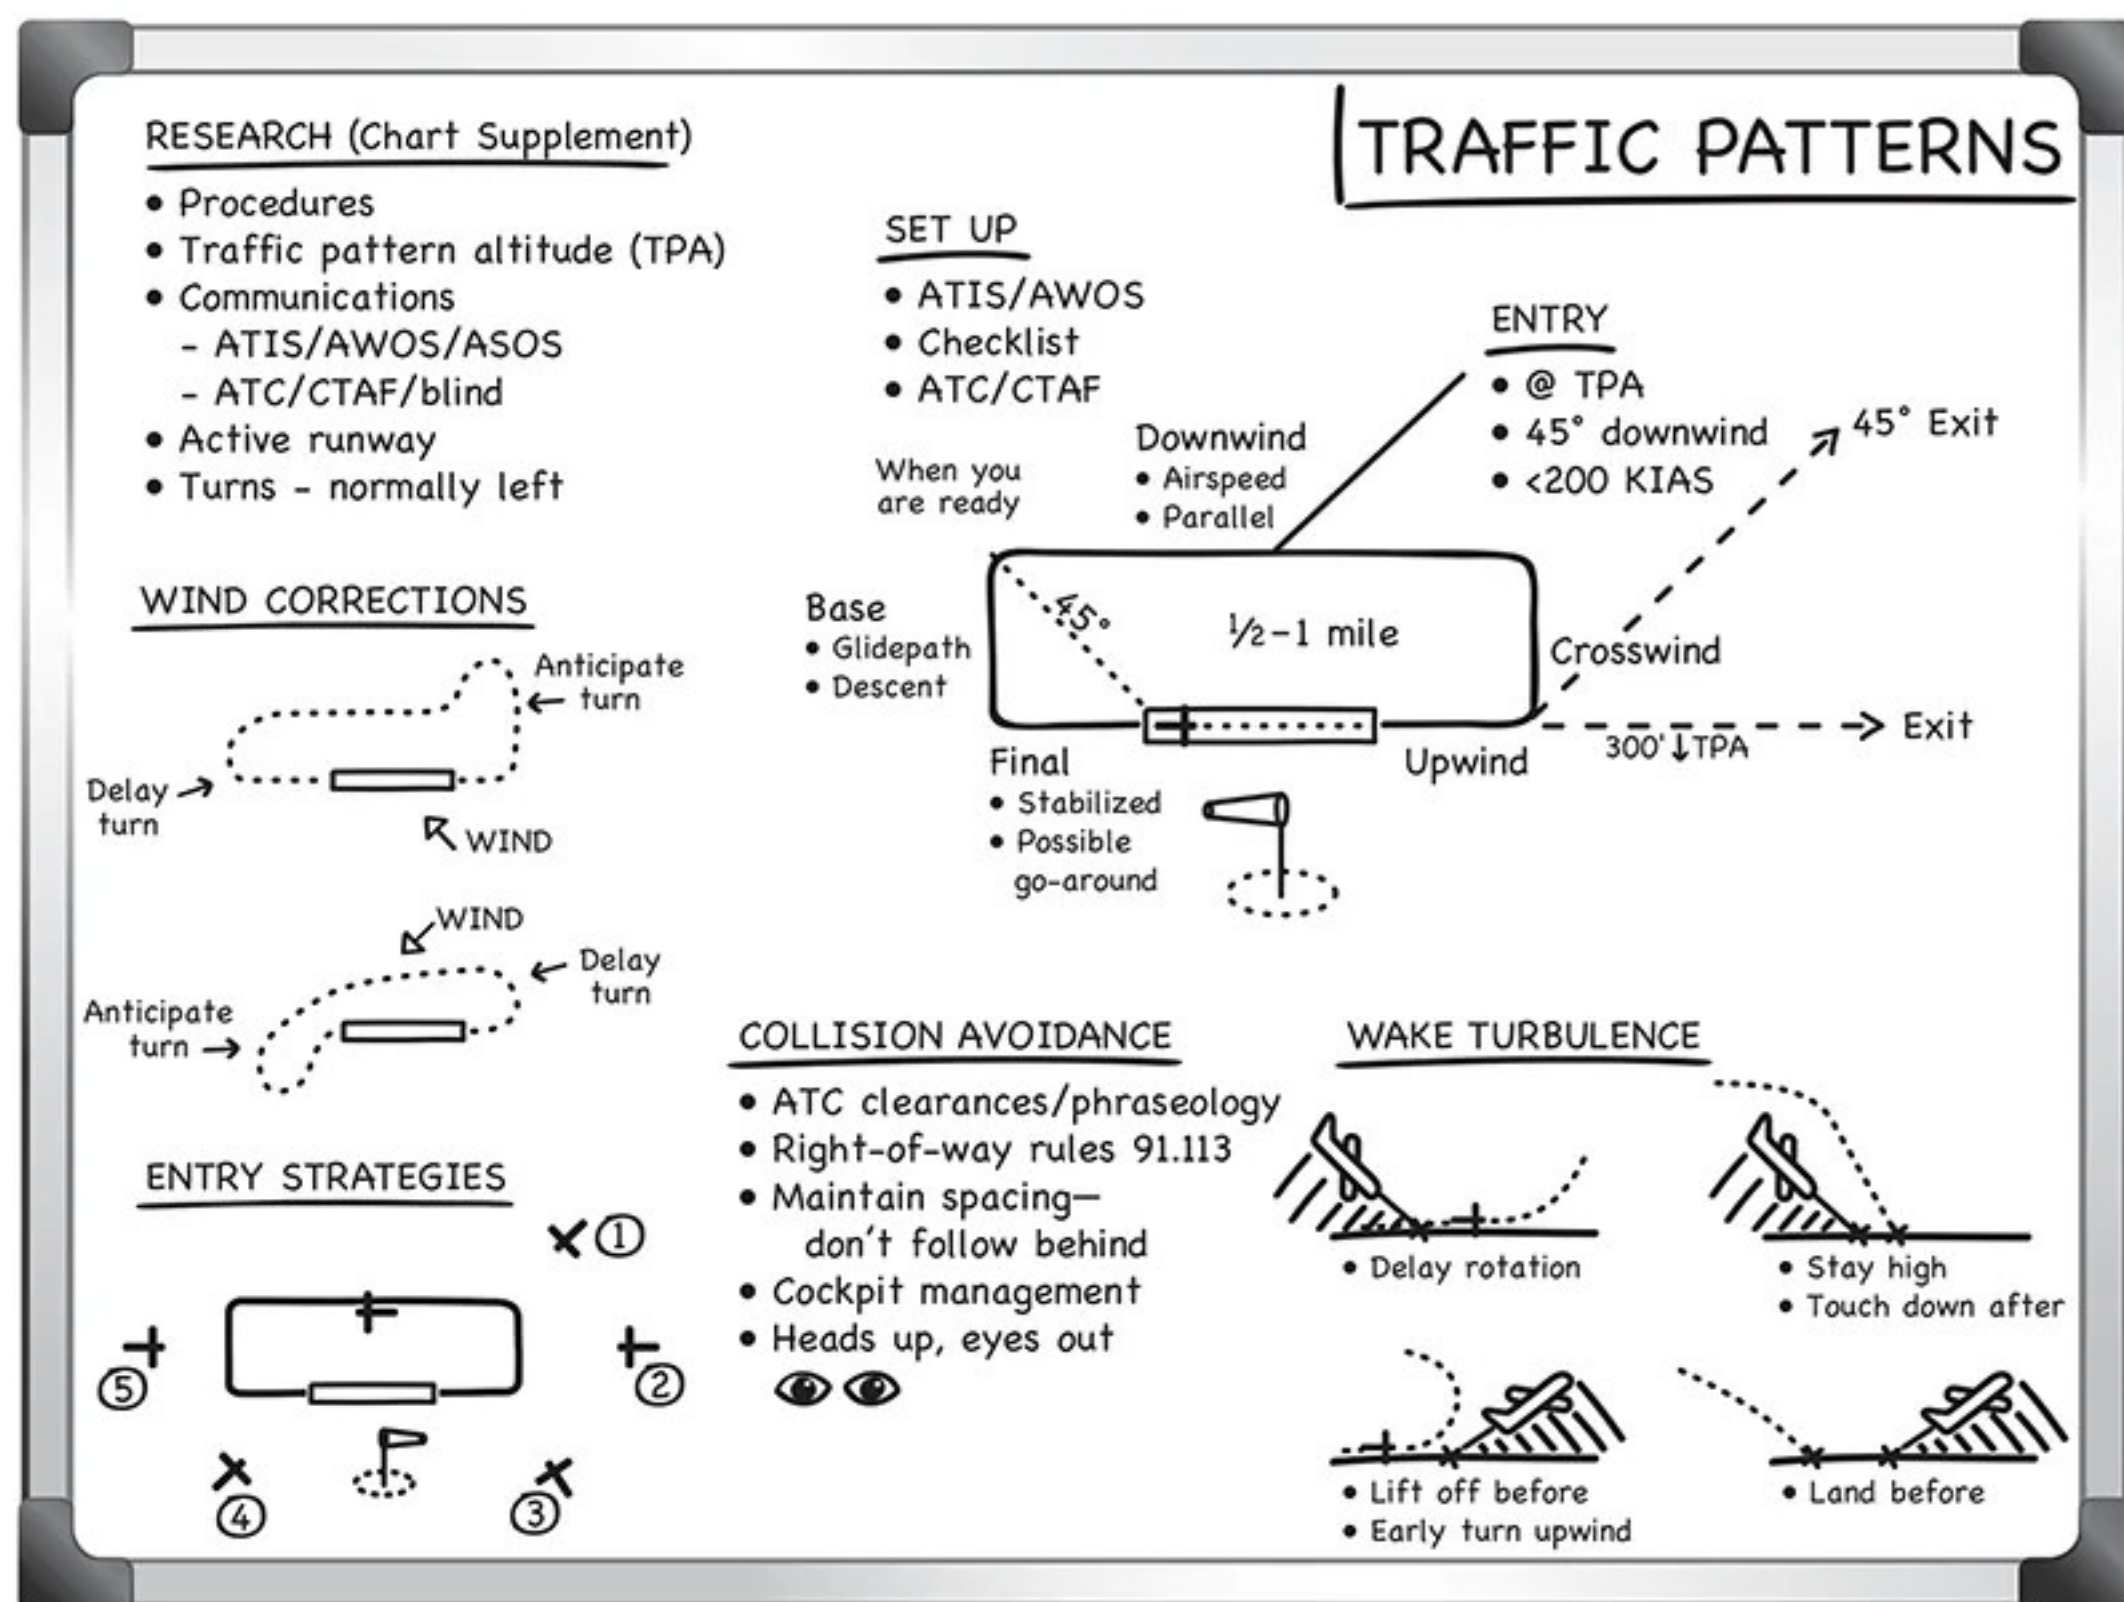 TRAFFIC PATTERNS
RESEARCH (Chart Supplement)
• Procedures
• Traffic pattern altitude (TPA)
• Communications
- ATIS/AWOS/ASOS
- ATC/CTAF/blind
• Active runway
• Turns - normally left
SET UP
• ATIS/AWOS
• Checklist
• ATC/CTAF
ENTRY
• @ TPA
• 45° downwind
• <200 KIAS
45° Exit
When you
are ready
Downwind
• Airspeed
• Parallel
45°
½-1 mile
Base
• Glidepath
• Descent
Crosswind
Final
• Stabilized
• Possible
go-around
Upwind
300'↓TPA
Exit
WIND CORRECTIONS
Anticipate
turn
Delay
turn
WIND
WIND
Delay
turn
Anticipate
turn
ENTRY STRATEGIES
1
2
3
4
5
COLLISION AVOIDANCE
• ATC clearances/phraseology
• Right-of-way rules 91.113
• Maintain spacing—
don't follow behind
• Cockpit management
• Heads up, eyes out
WAKE TURBULENCE
• Delay rotation
• Stay high
• Touch down after
• Lift off before
• Early turn upwind
• Land before